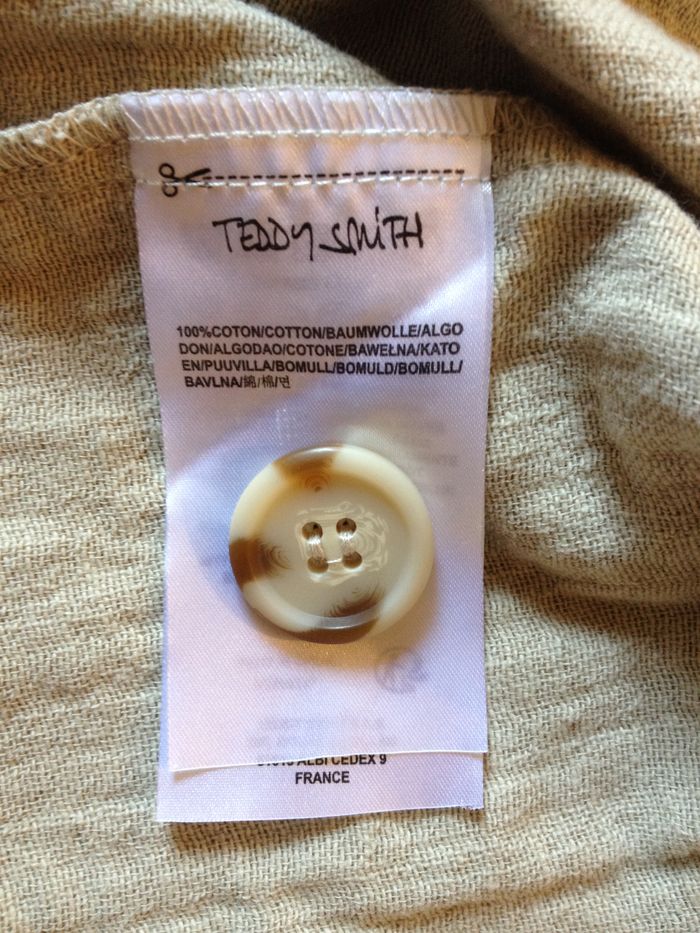 TEDDY SMITH
100%COTON/COTTON/BAUMWOLLE/ALGO
DON/ALGODAO/COTONE/BAWEŁNA/KATO
EN/PUUVILLA/BOMULL/BOMULD/BOMULL/
BAVLNA/綿/棉/면
ALBI CEDEX 9
FRANCE